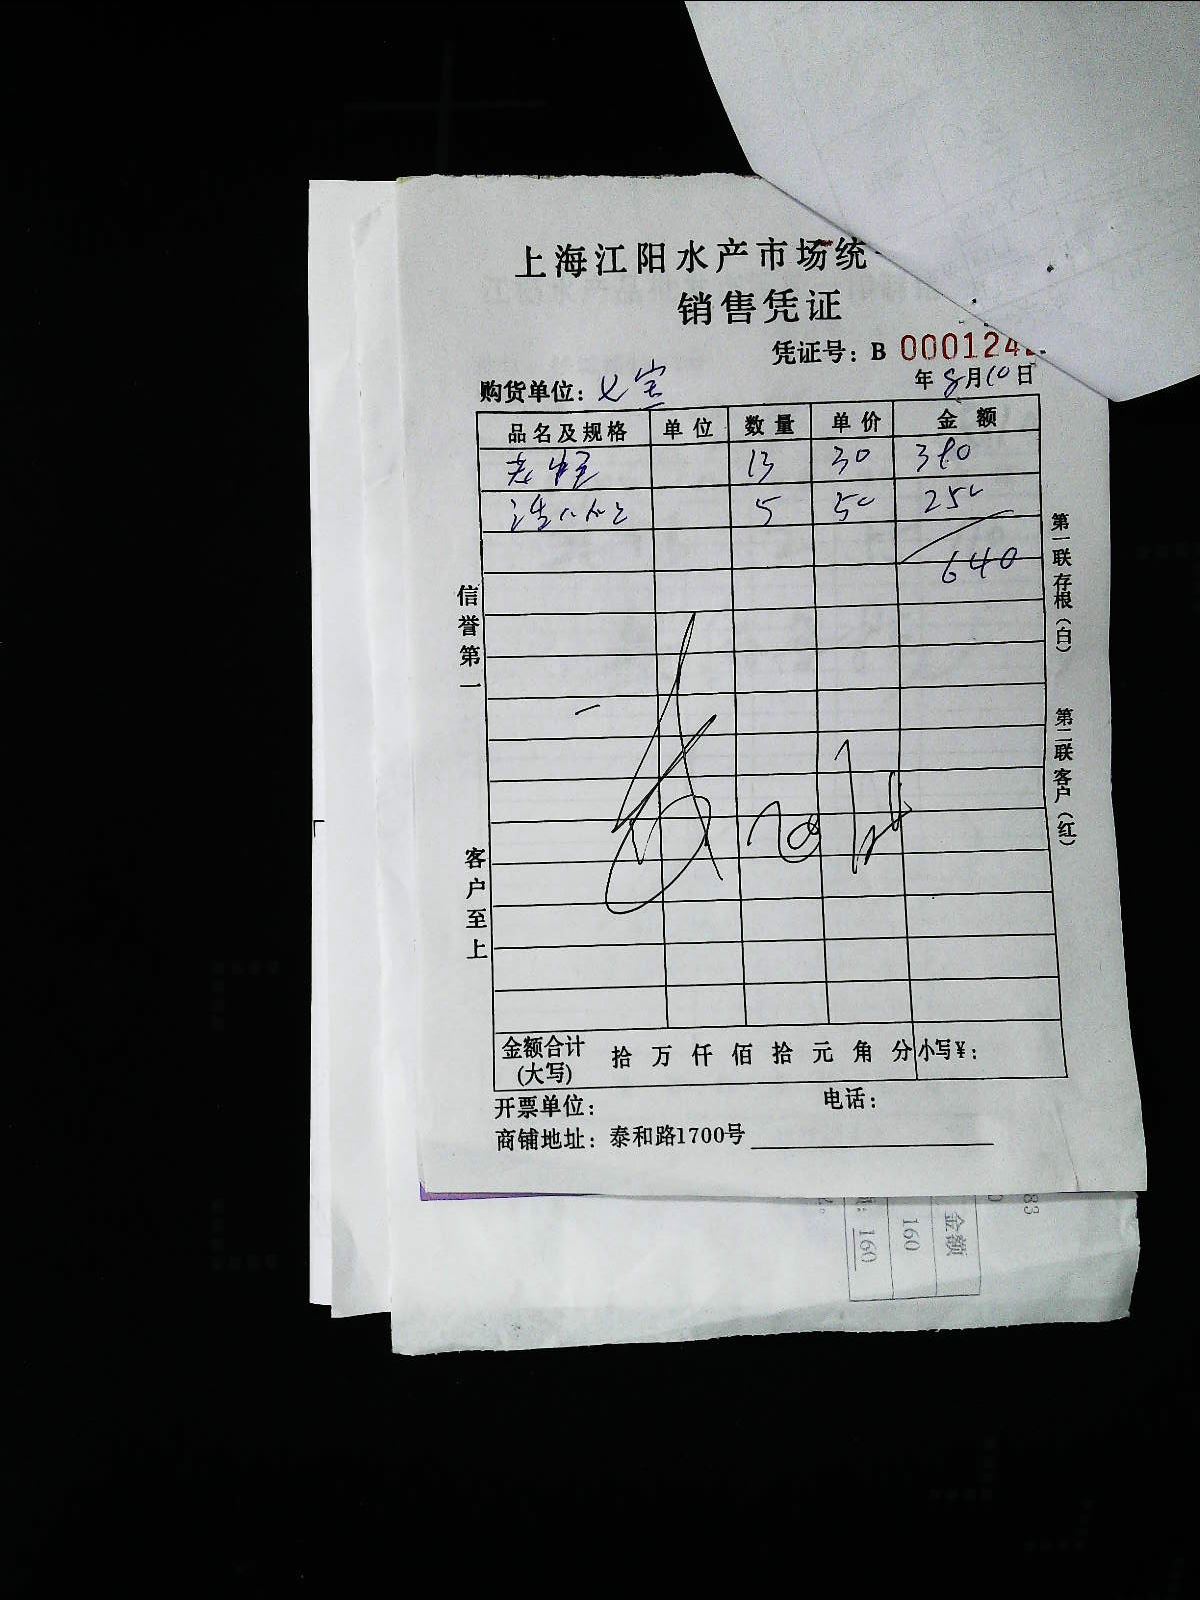 上海江阳水产市场统
销售凭证
凭证号：B 000124
购货单位：七宝 年8月10日
品名及规格 单位 数量 单价 金额
13 30 390
5 50 250
640
信誉第一
客户至上
第一联存根（白）
第二联客户（红）
金额合计(大写) 拾万仟佰拾元角分 小写¥：
开票单位： 电话：
商铺地址：泰和路1700号
83
金额
160
160